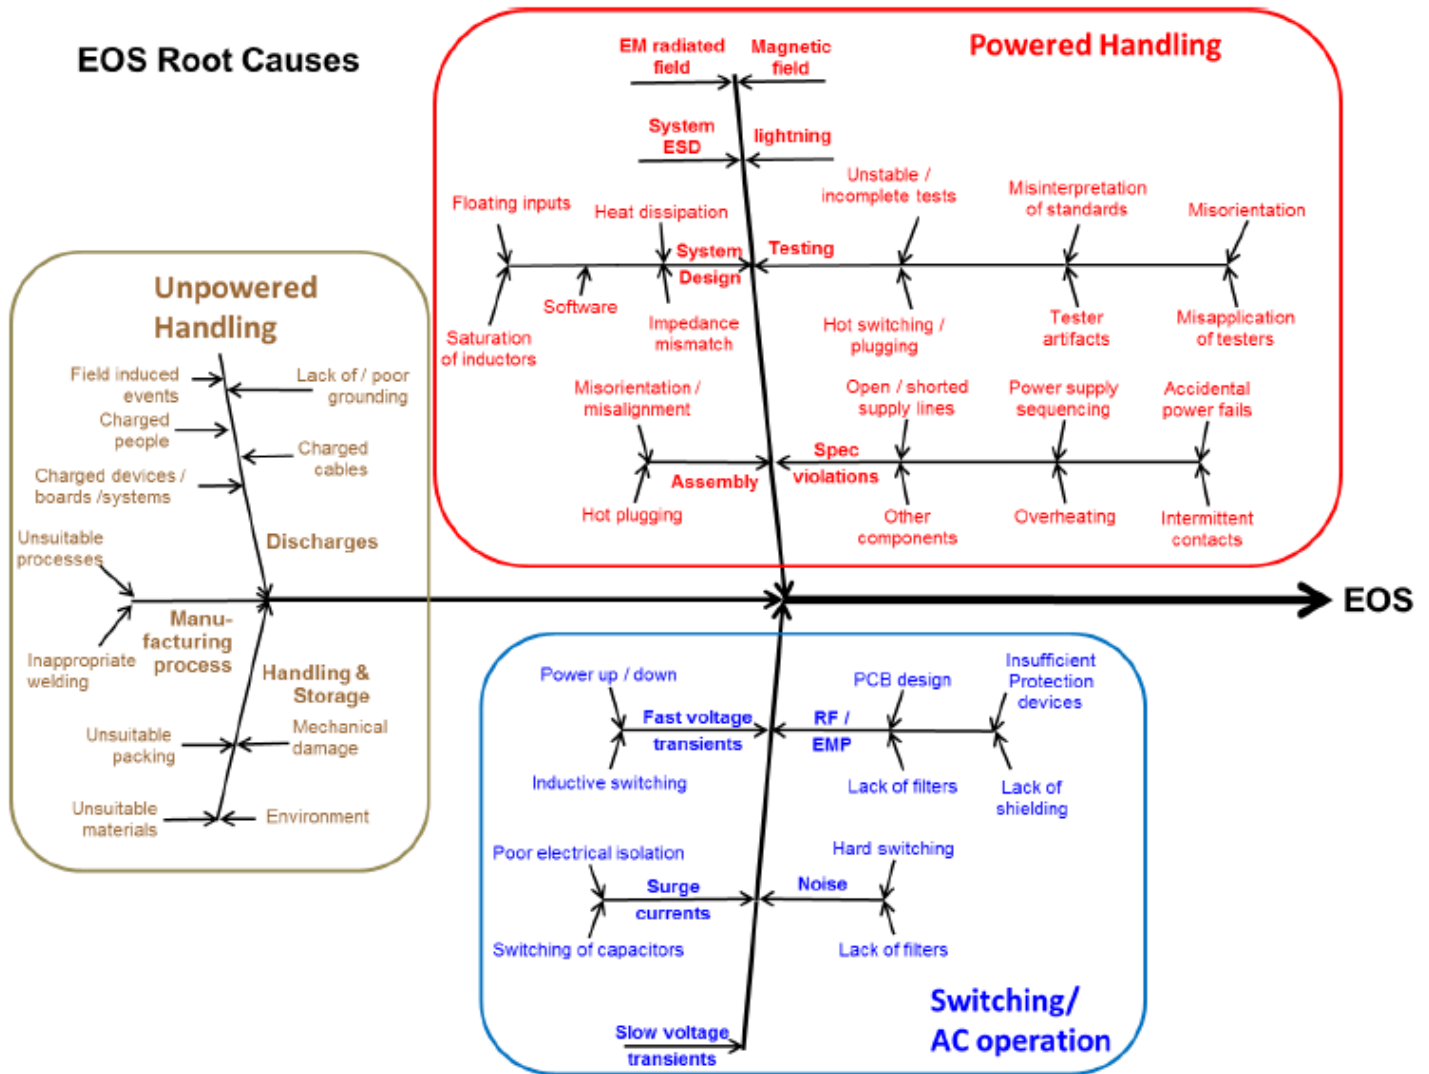 EOS Root Causes
Powered Handling
EM radiated
field
Magnetic
field
System
ESD
lightning
Floating inputs
Heat dissipation
Unstable /
incomplete tests
Misinterpretation
of standards
Misorientation
System
Design
Testing
Saturation
of inductors
Software
Impedance
mismatch
Hot switching /
plugging
Tester
artifacts
Misapplication
of testers
Misorientation /
misalignment
Open / shorted
supply lines
Power supply
sequencing
Accidental
power fails
Assembly
Spec
violations
Hot plugging
Other
components
Overheating
Intermittent
contacts
Unpowered
Handling
Field induced
events
Lack of / poor
grounding
Charged
people
Charged
cables
Charged devices /
boards /systems
Discharges
Unsuitable
processes
Manu-
facturing
process
Inappropriate
welding
Handling &
Storage
Unsuitable
packing
Mechanical
damage
Unsuitable
materials
Environment
EOS
Power up / down
PCB design
Insufficient
Protection
devices
Fast voltage
transients
RF /
EMP
Inductive switching
Lack of filters
Lack of
shielding
Poor electrical isolation
Hard switching
Surge
currents
Noise
Switching of capacitors
Lack of filters
Slow voltage
transients
Switching/
AC operation